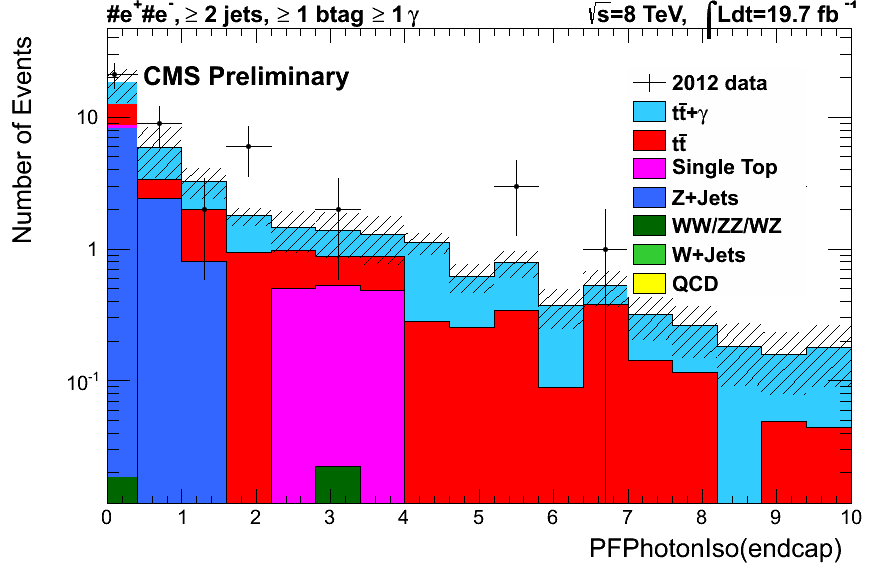 #e⁺#e⁻, ≥ 2 jets, ≥ 1 btag ≥ 1 γ √s=8 TeV, ∫Ldt=19.7 fb⁻¹
CMS Preliminary
2012 data
tt̄+γ
tt̄
Single Top
Z+Jets
WW/ZZ/WZ
W+Jets
QCD
Number of Events
10
1
10⁻¹
0 1 2 3 4 5 6 7 8 9 10
PFPhotonIso(endcap)